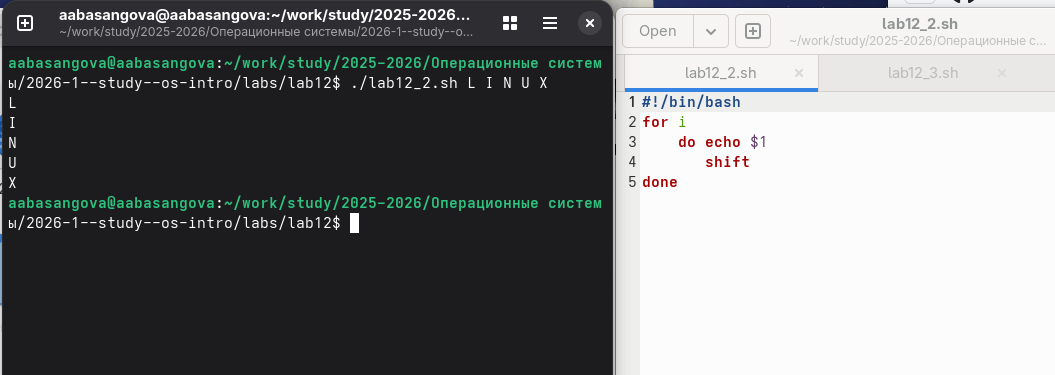 aabasangova@aabasangova:~/work/study/2025-2026...
~/work/study/2025-2026/Операционные системы/2026-1--study--o...
aabasangova@aabasangova:~/work/study/2025-2026/Операционные систем
ы/2026-1--study--os-intro/labs/lab12$ ./lab12_2.sh L I N U X
L
I
N
U
X
aabasangova@aabasangova:~/work/study/2025-2026/Операционные систем
ы/2026-1--study--os-intro/labs/lab12$
Open
lab12_2.sh
~/work/study/2025-2026/Операционные с...
lab12_2.sh
lab12_3.sh
1 #!/bin/bash
2 for i
3     do echo $1
4        shift
5 done